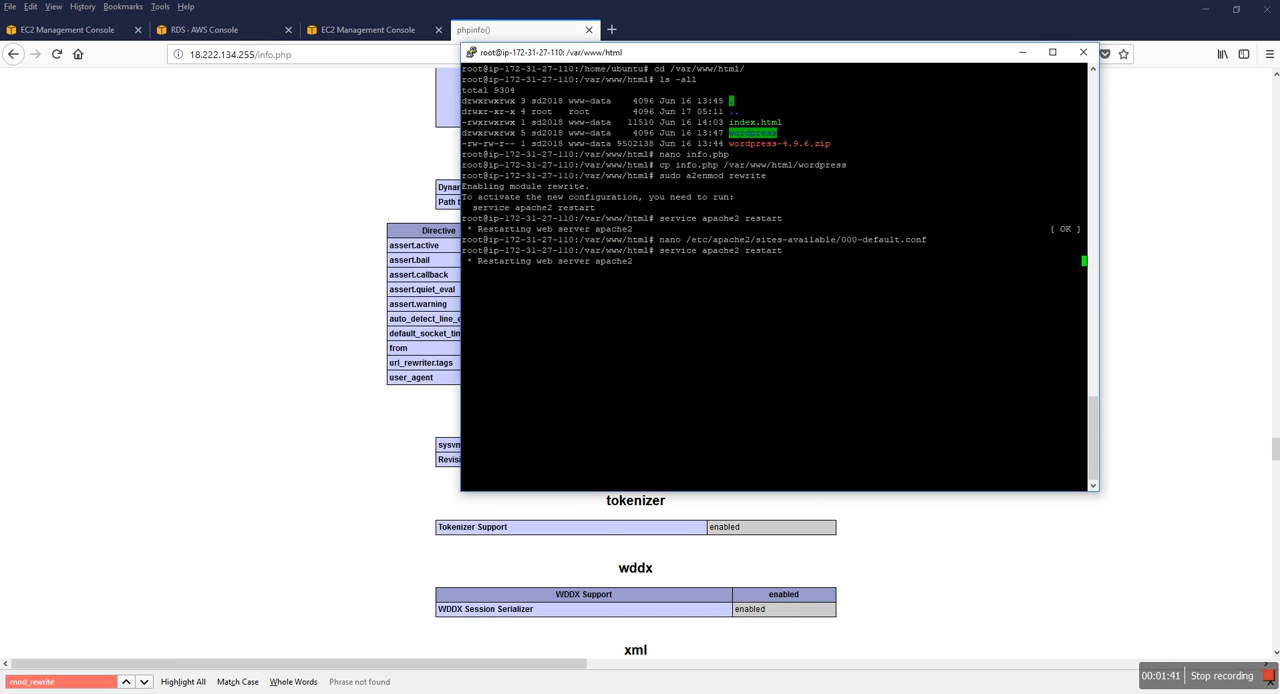 File Edit View History Bookmarks Tools Help
EC2 Management Console
RDS - AWS Console
EC2 Management Console
phpinfo()
18.222.134.255/info.php
root@ip-172-31-27-110: /var/www/html
root@ip-172-31-27-110:/home/ubuntu# cd /var/www/html/
root@ip-172-31-27-110:/var/www/html# ls -all
total 9304
drwxrwxrwx 3 sd2018 www-data 4096 Jun 16 13:45 .
drwxr-xr-x 4 root root 4096 Jun 17 05:11 ..
-rwxrwxrwx 1 sd2018 www-data 11510 Jun 16 14:03 index.html
drwxrwxrwx 5 sd2018 www-data 4096 Jun 16 13:47 wordpress
-rw-rw-r-- 1 sd2018 www-data 9502138 Jun 16 13:44 wordpress-4.9.6.zip
root@ip-172-31-27-110:/var/www/html# nano info.php
root@ip-172-31-27-110:/var/www/html# cp info.php /var/www/html/wordpress
root@ip-172-31-27-110:/var/www/html# sudo a2enmod rewrite
Enabling module rewrite.
To activate the new configuration, you need to run:
service apache2 restart
root@ip-172-31-27-110:/var/www/html# service apache2 restart
* Restarting web server apache2 [ OK ]
root@ip-172-31-27-110:/var/www/html# nano /etc/apache2/sites-available/000-default.conf
root@ip-172-31-27-110:/var/www/html# service apache2 restart
* Restarting web server apache2
Dynam
Path t
Directive
assert.active
assert.bail
assert.callback
assert.quiet_eval
assert.warning
auto_detect_line_e
default_socket_tim
from
url_rewriter.tags
user_agent
sysvm
Revisi
tokenizer
Tokenizer Support enabled
wddx
WDDX Support enabled
WDDX Session Serializer enabled
xml
mod_rewrite Highlight All Match Case Whole Words Phrase not found
00:01:41 Stop recording